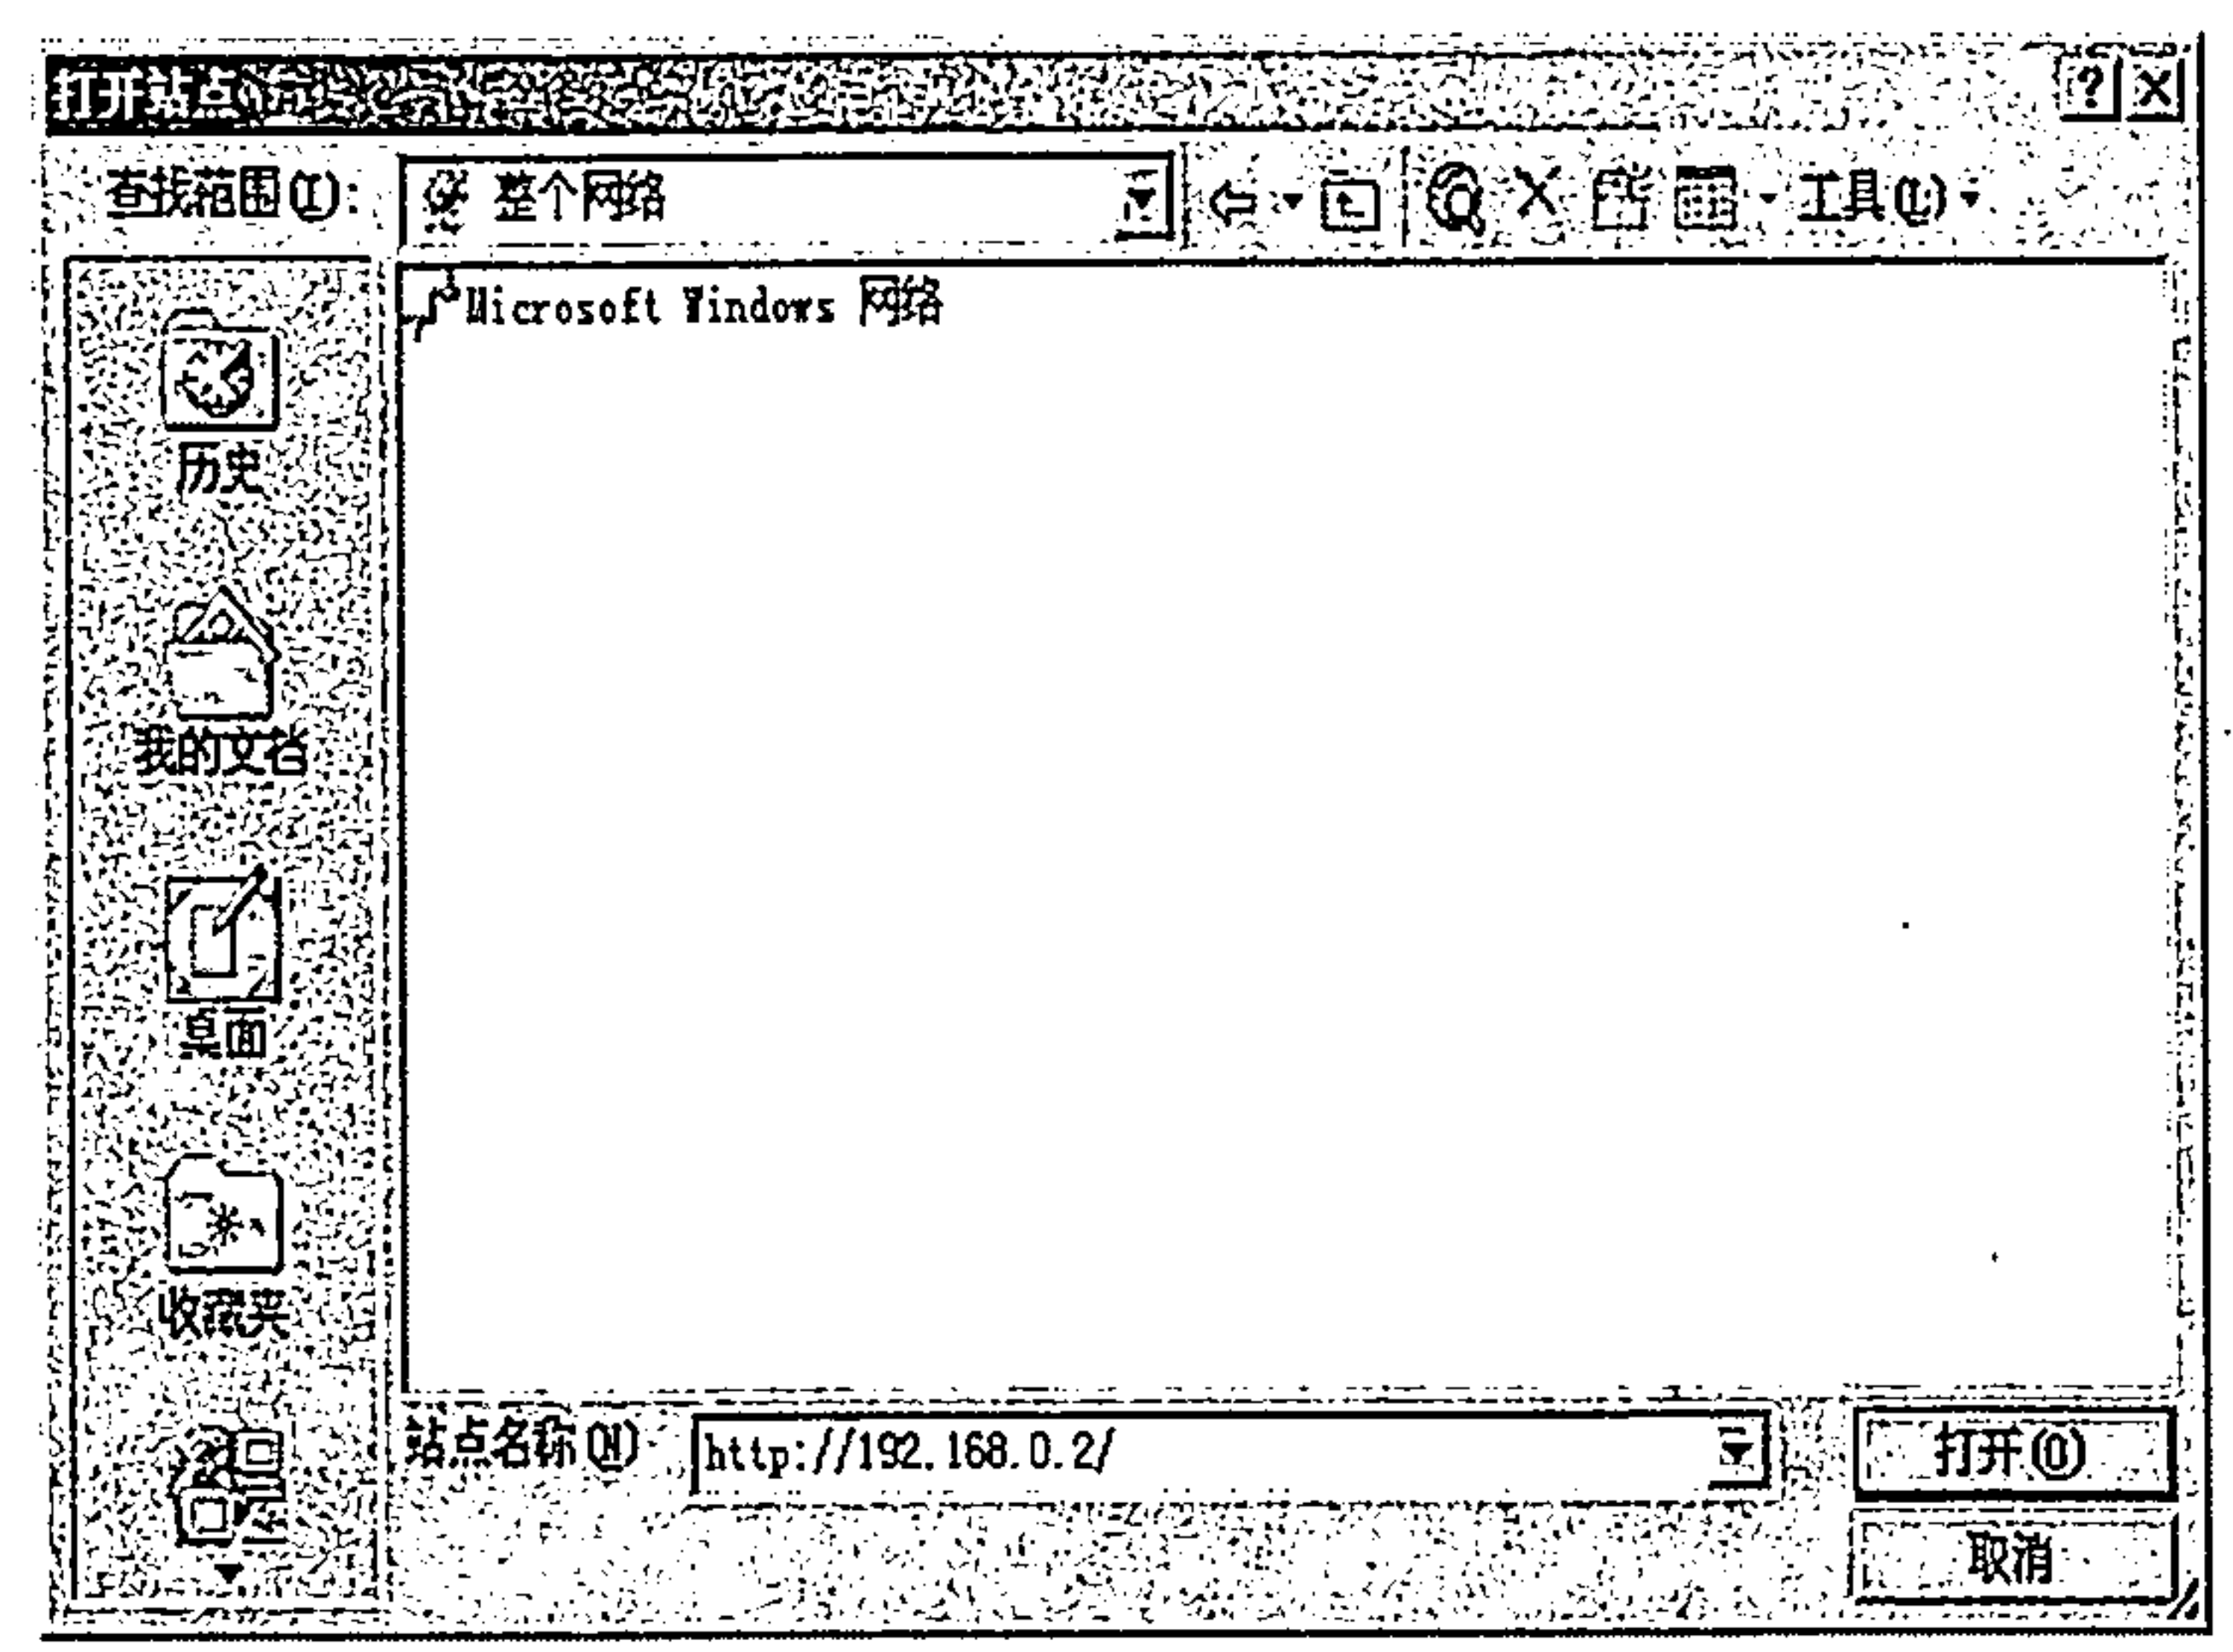 打开站点
查找范围(I): 整个网络 工具(L)
Microsoft Windows 网络
历史
我的文档
桌面
收藏夹
站点名称(N) http://192.168.0.2/ 打开(O)
取消